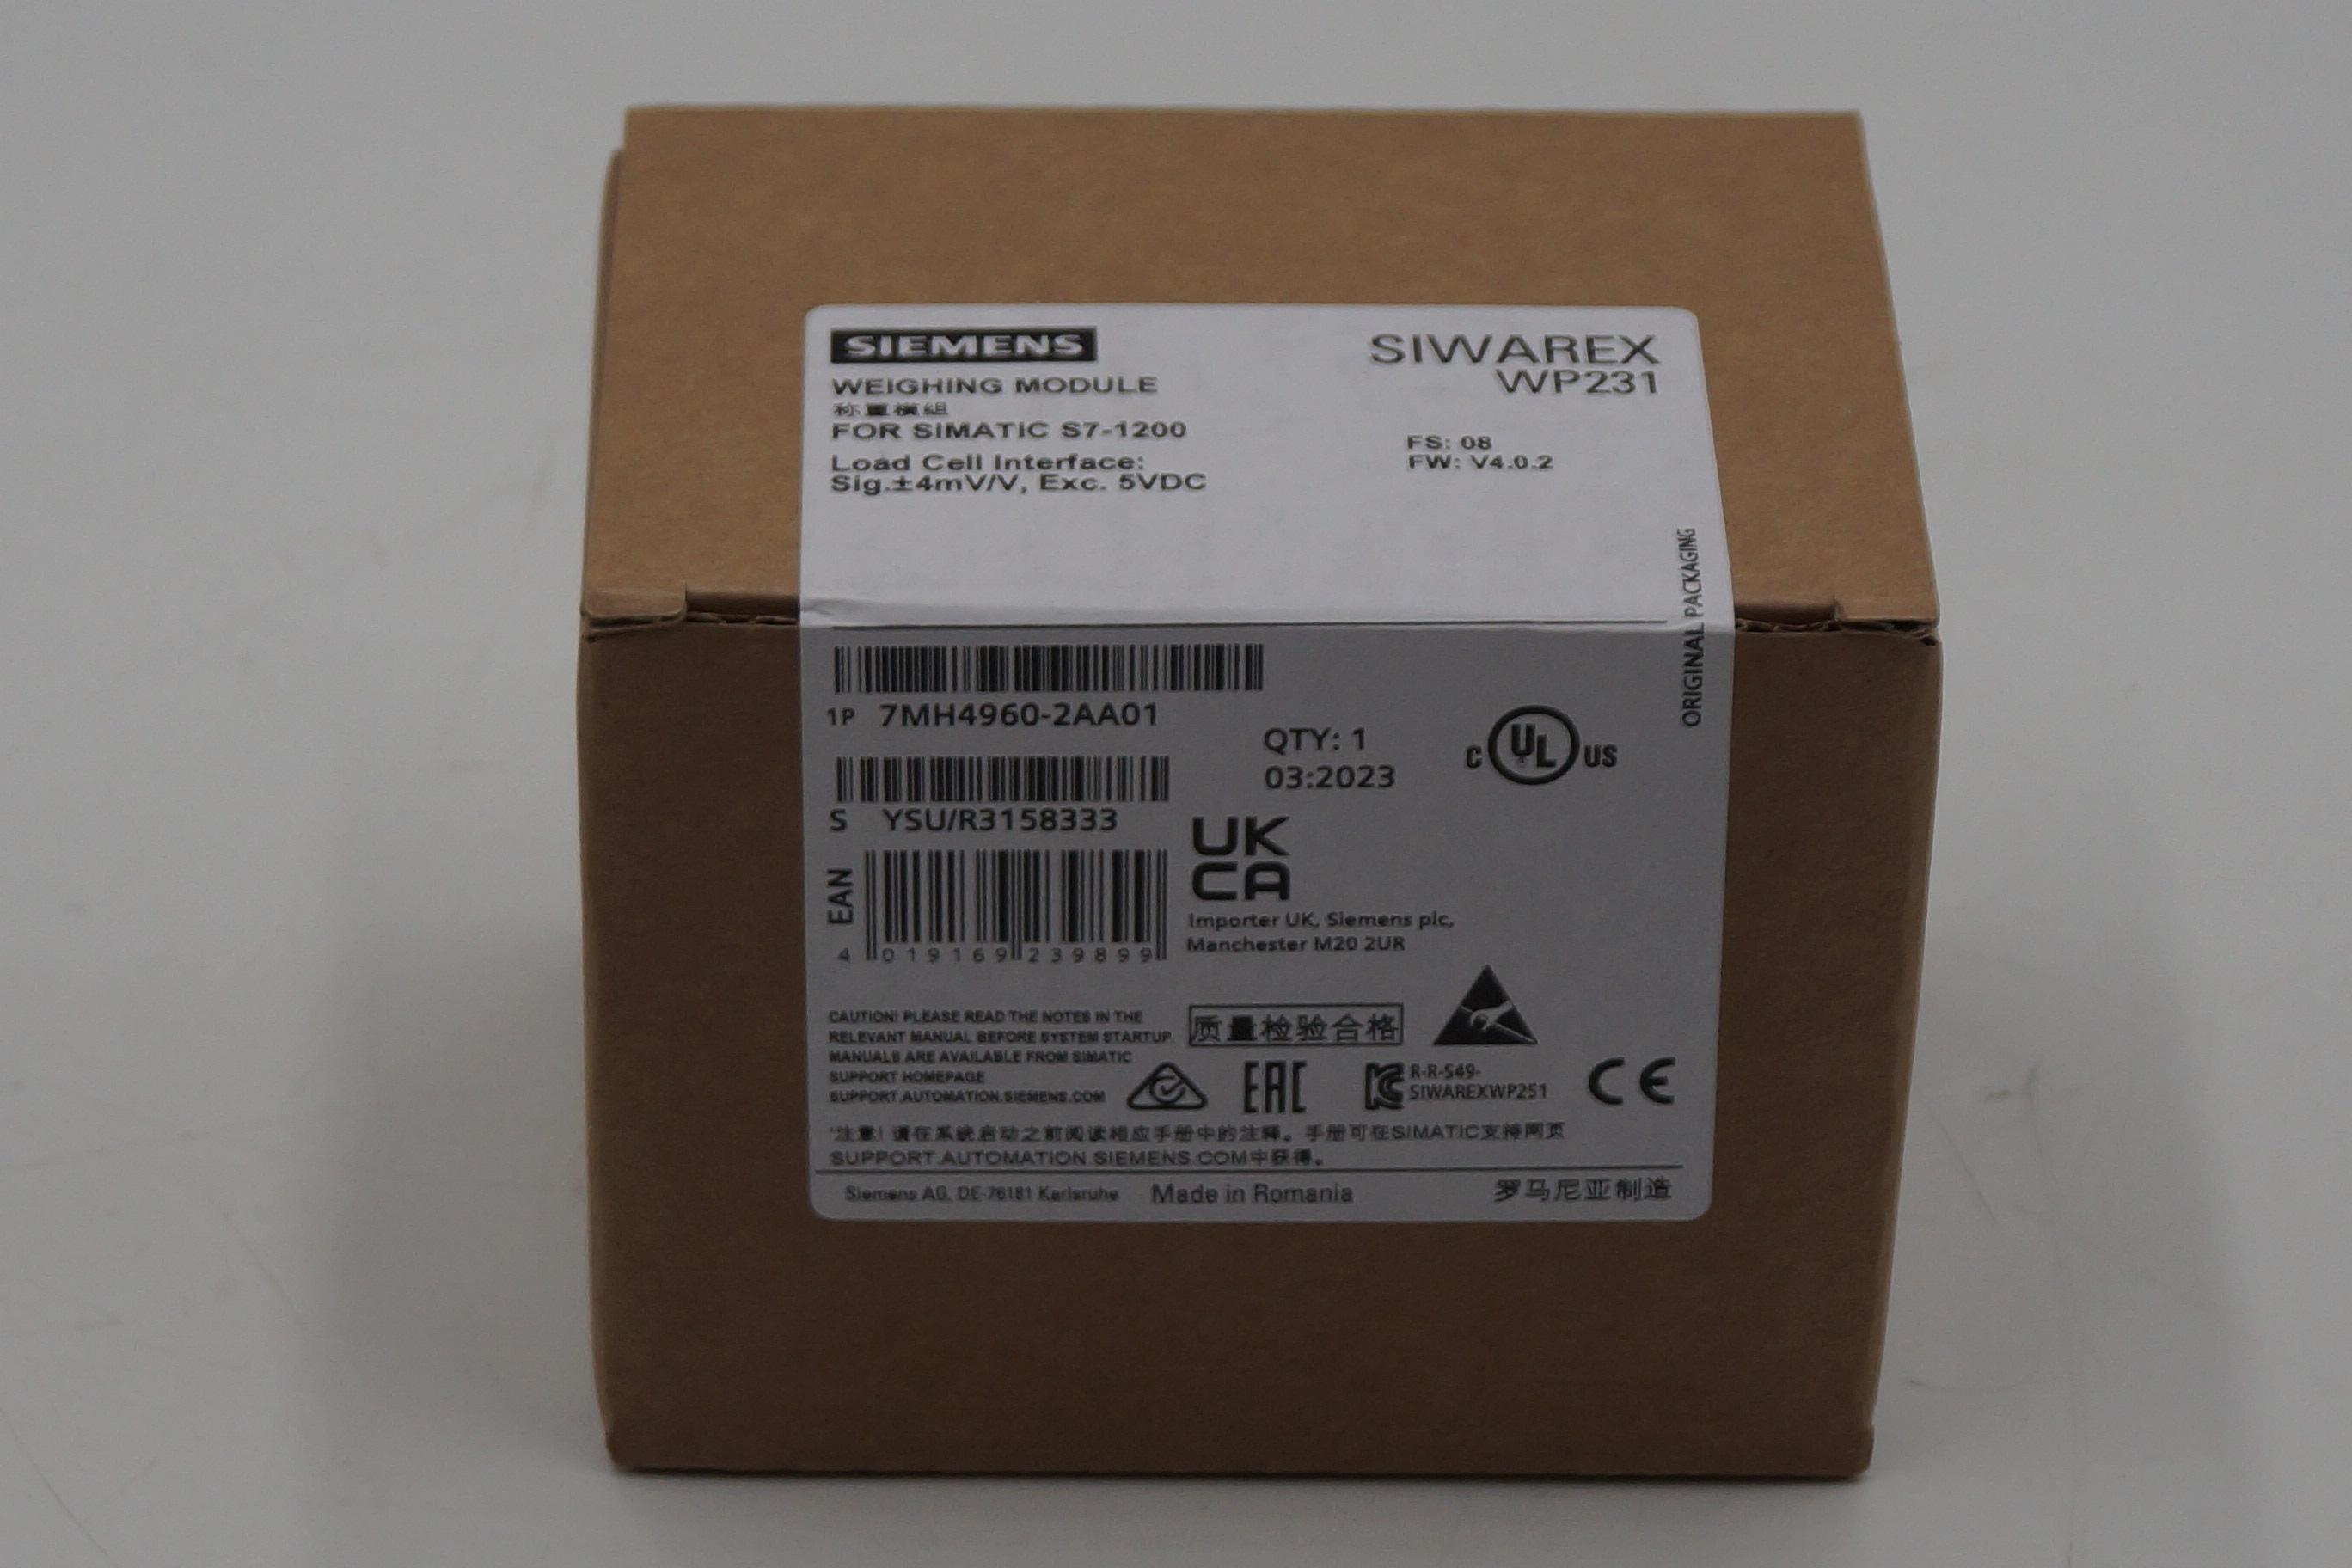 SIEMENS
SIWAREX
WP231
WEIGHING MODULE
称重模组
FOR SIMATIC S7-1200
Load Cell Interface:
Sig.±4mV/V, Exc. 5VDC
FS: 08
FW: V4.0.2
ORIGINAL PACKAGING
1P 7MH4960-2AA01
QTY: 1
03:2023
C UL US
S YSU/R3158333
UK
CA
EAN
4 019169 239899
Importer UK, Siemens plc,
Manchester M20 2UR
CAUTION! PLEASE READ THE NOTES IN THE
RELEVANT MANUAL BEFORE SYSTEM STARTUP.
MANUALS ARE AVAILABLE FROM SIMATIC
SUPPORT HOMEPAGE
SUPPORT.AUTOMATION.SIEMENS.COM
质量检验合格
EAC
R-R-S49-
SIWAREXWP251
CE
*注意! 请在系统启动之前阅读相应手册中的注释。手册可在SIMATIC支持网页
SUPPORT.AUTOMATION.SIEMENS.COM中获得。
Siemens AG, DE-76181 Karlsruhe Made in Romania 罗马尼亚制造